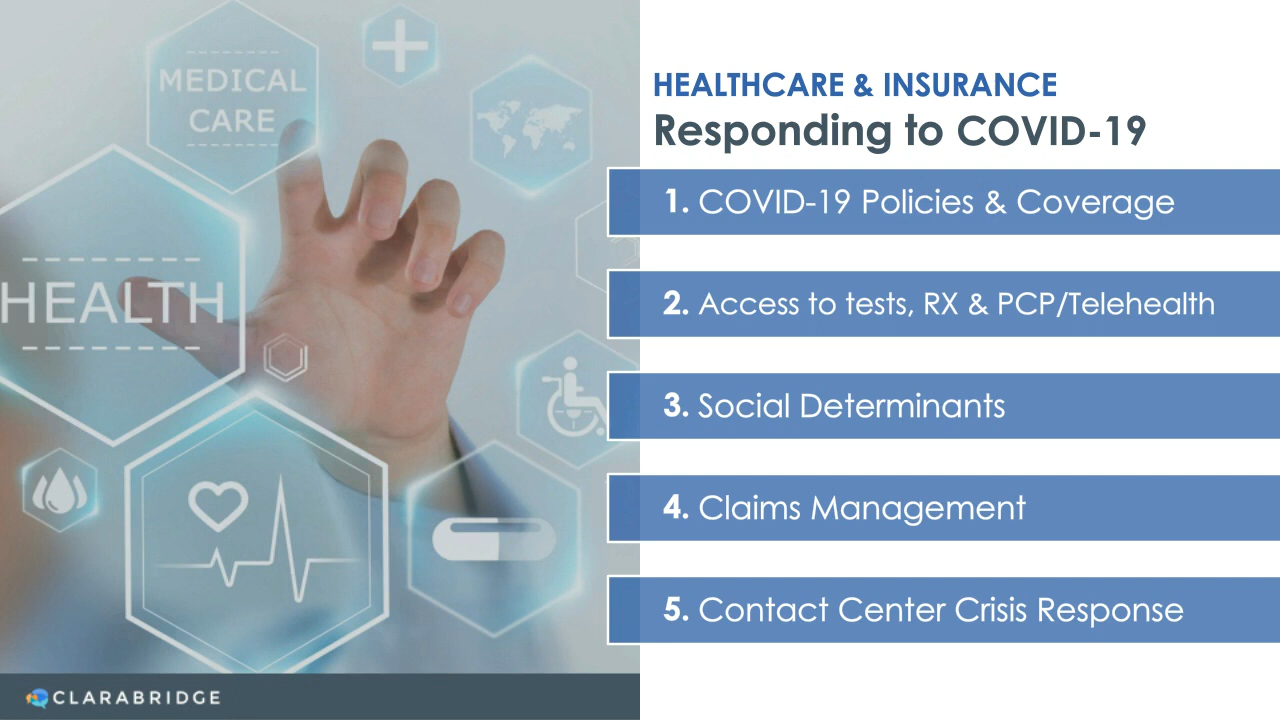 MEDICAL
CARE
HEALTH
CLARABRIDGE
HEALTHCARE & INSURANCE
Responding to COVID-19
1. COVID-19 Policies & Coverage
2. Access to tests, RX & PCP/Telehealth
3. Social Determinants
4. Claims Management
5. Contact Center Crisis Response